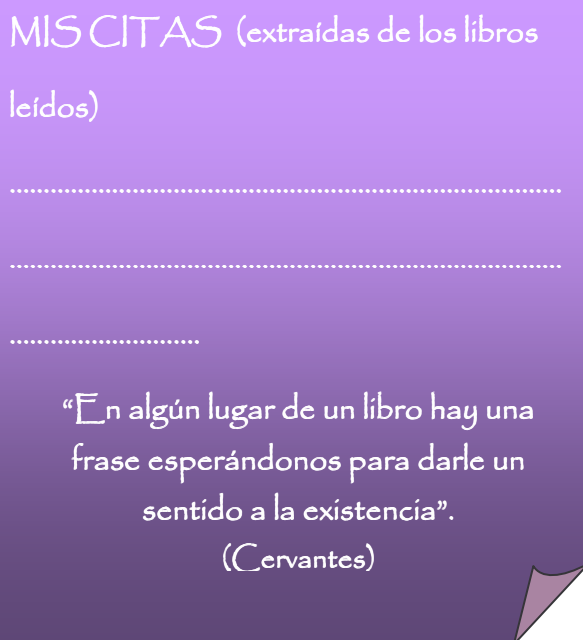 MIS CITAS (extraídas de los libros
leídos)
................................................................................
................................................................................
............................
“En algún lugar de un libro hay una
frase esperándonos para darle un
sentido a la existencia”.
(Cervantes)